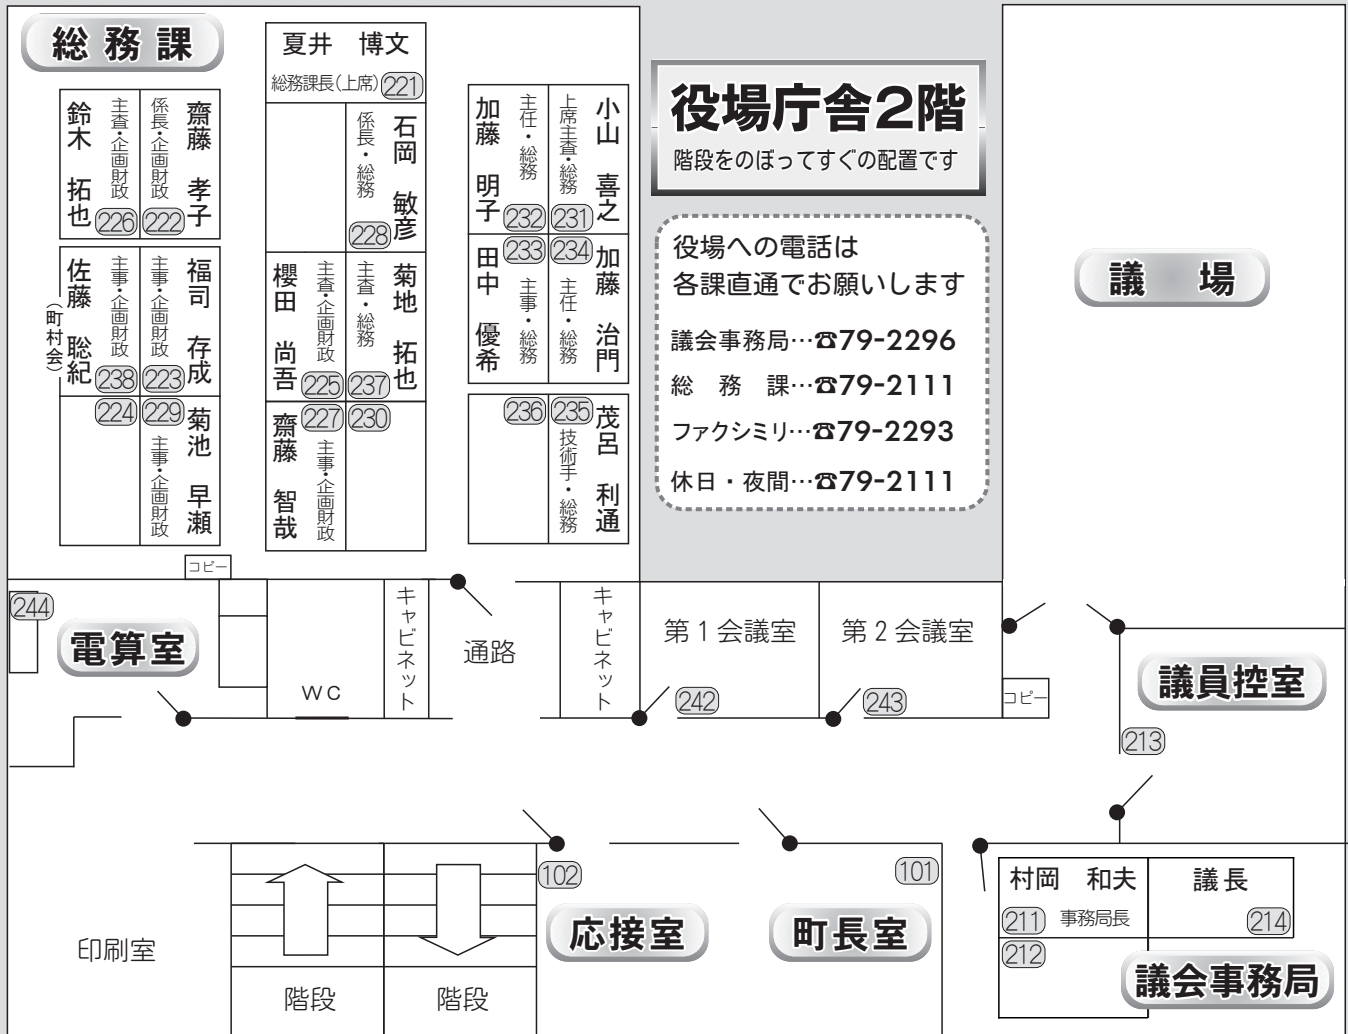 総務課
夏井 博文
総務課長(上席) 221
齋藤 孝子
係長・企画財政
222
鈴木 拓也
主査・企画財政
226
福司 存成
主事・企画財政
223
佐藤 聡紀
(町村会)
主事・企画財政
238
菊池 早瀬
主事・企画財政
229
224
石岡 敏彦
係長・総務
228
菊地 拓也
主査・総務
237
櫻田 尚吾
主査・企画財政
225
230
齋藤 智哉
主事・企画財政
227
小山 喜之
上席主査・総務
231
加藤 明子
主任・総務
232
加藤 治門
主任・総務
234
田中 優希
主事・総務
233
茂呂 利通
技術手・総務
235
236
役場庁舎2階
階段をのぼってすぐの配置です
役場への電話は
各課直通でお願いします
議会事務局…☎79-2296
総務課…☎79-2111
ファクシミリ…☎79-2293
休日・夜間…☎79-2111
議場
コピー
244
電算室
WC
キャビネット
通路
キャビネット
第1会議室
242
第2会議室
243
コピー
議員控室
213
印刷室
階段
階段
102
応接室
101
町長室
村岡 和夫
211 事務局長
212
議長
214
議会事務局